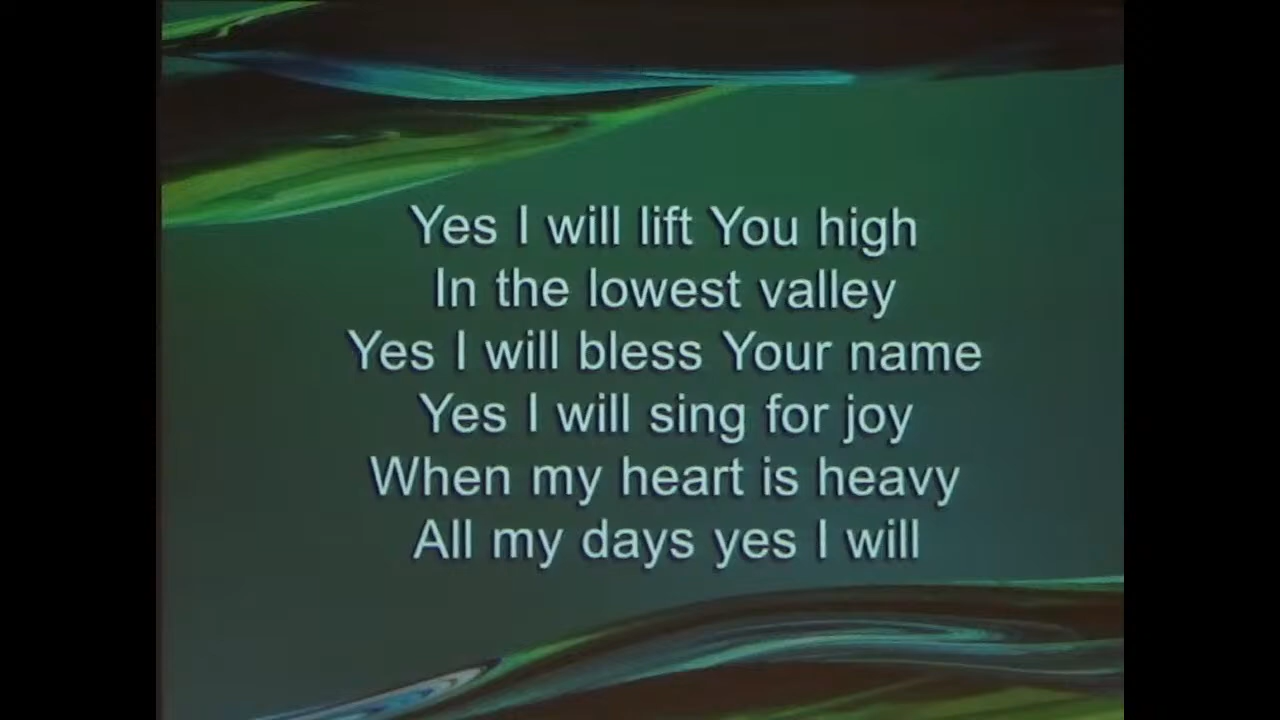 Yes I will lift You high
In the lowest valley
Yes I will bless Your name
Yes I will sing for joy
When my heart is heavy
All my days yes I will